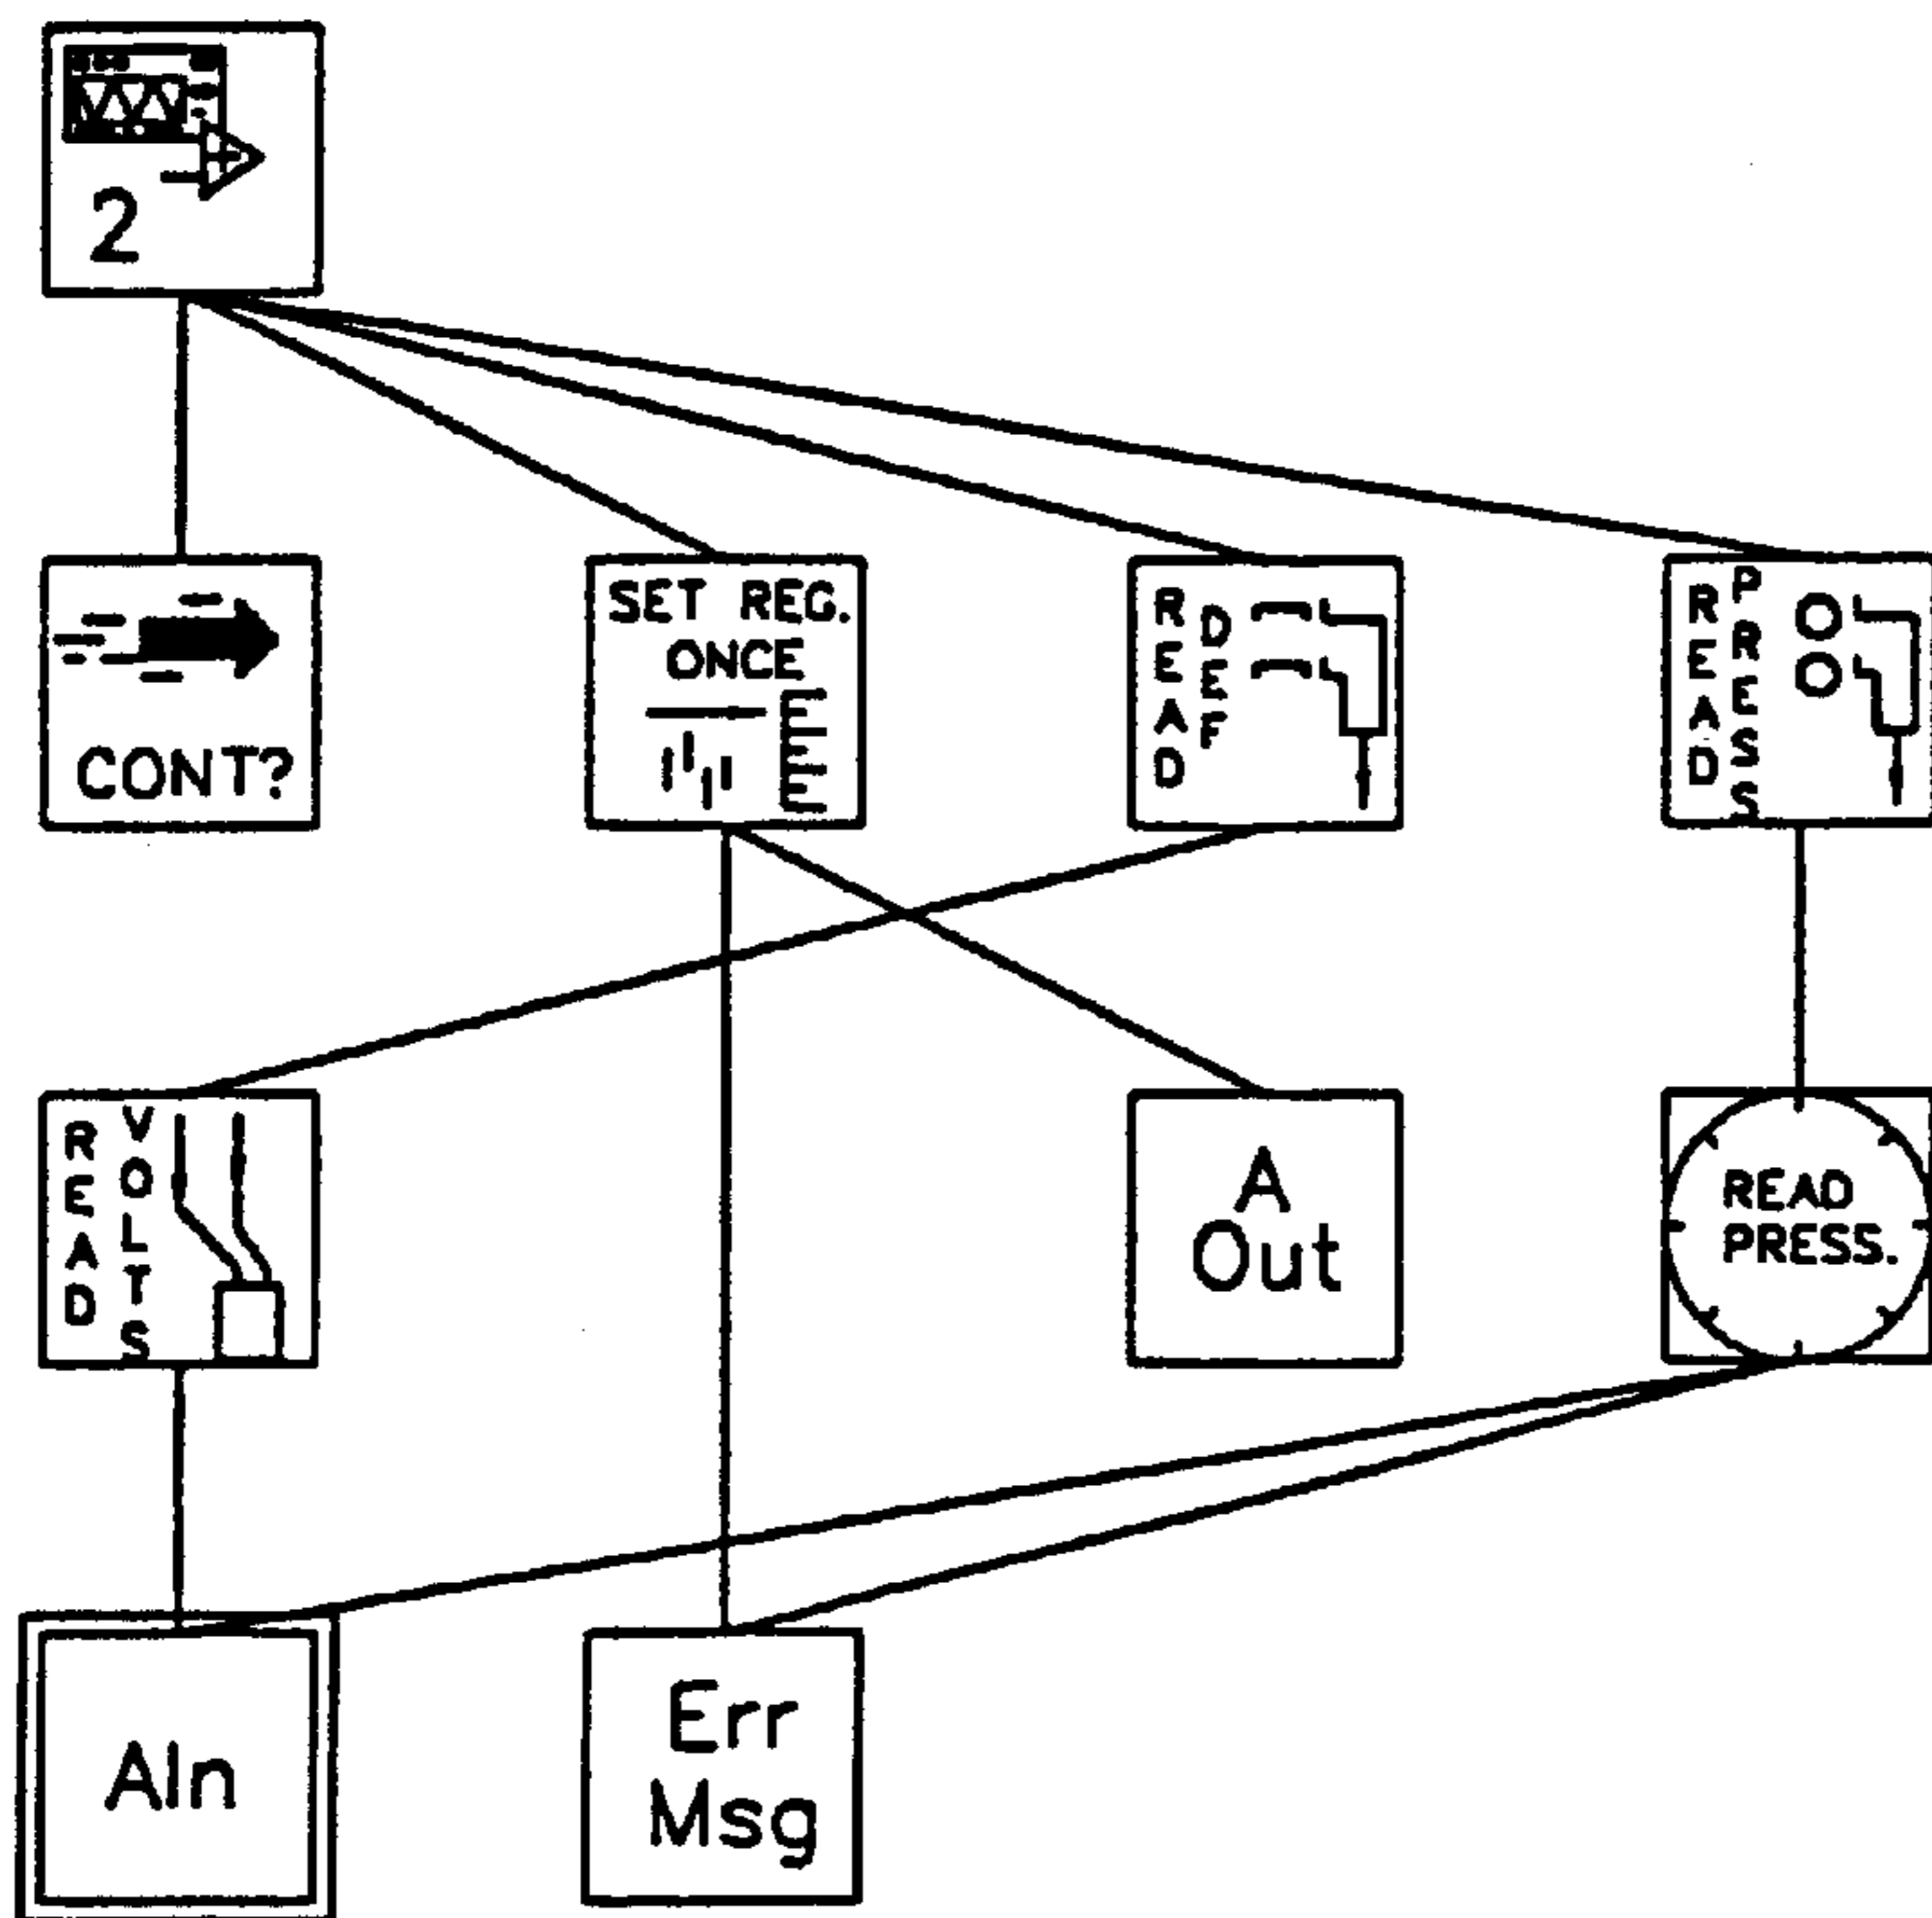 2
CONT?
SET REG.
ONCE
READ
DEF
READ
PRESS
READ
VOLTS
A
Out
READ
PRESS.
AIn
Err
Msg